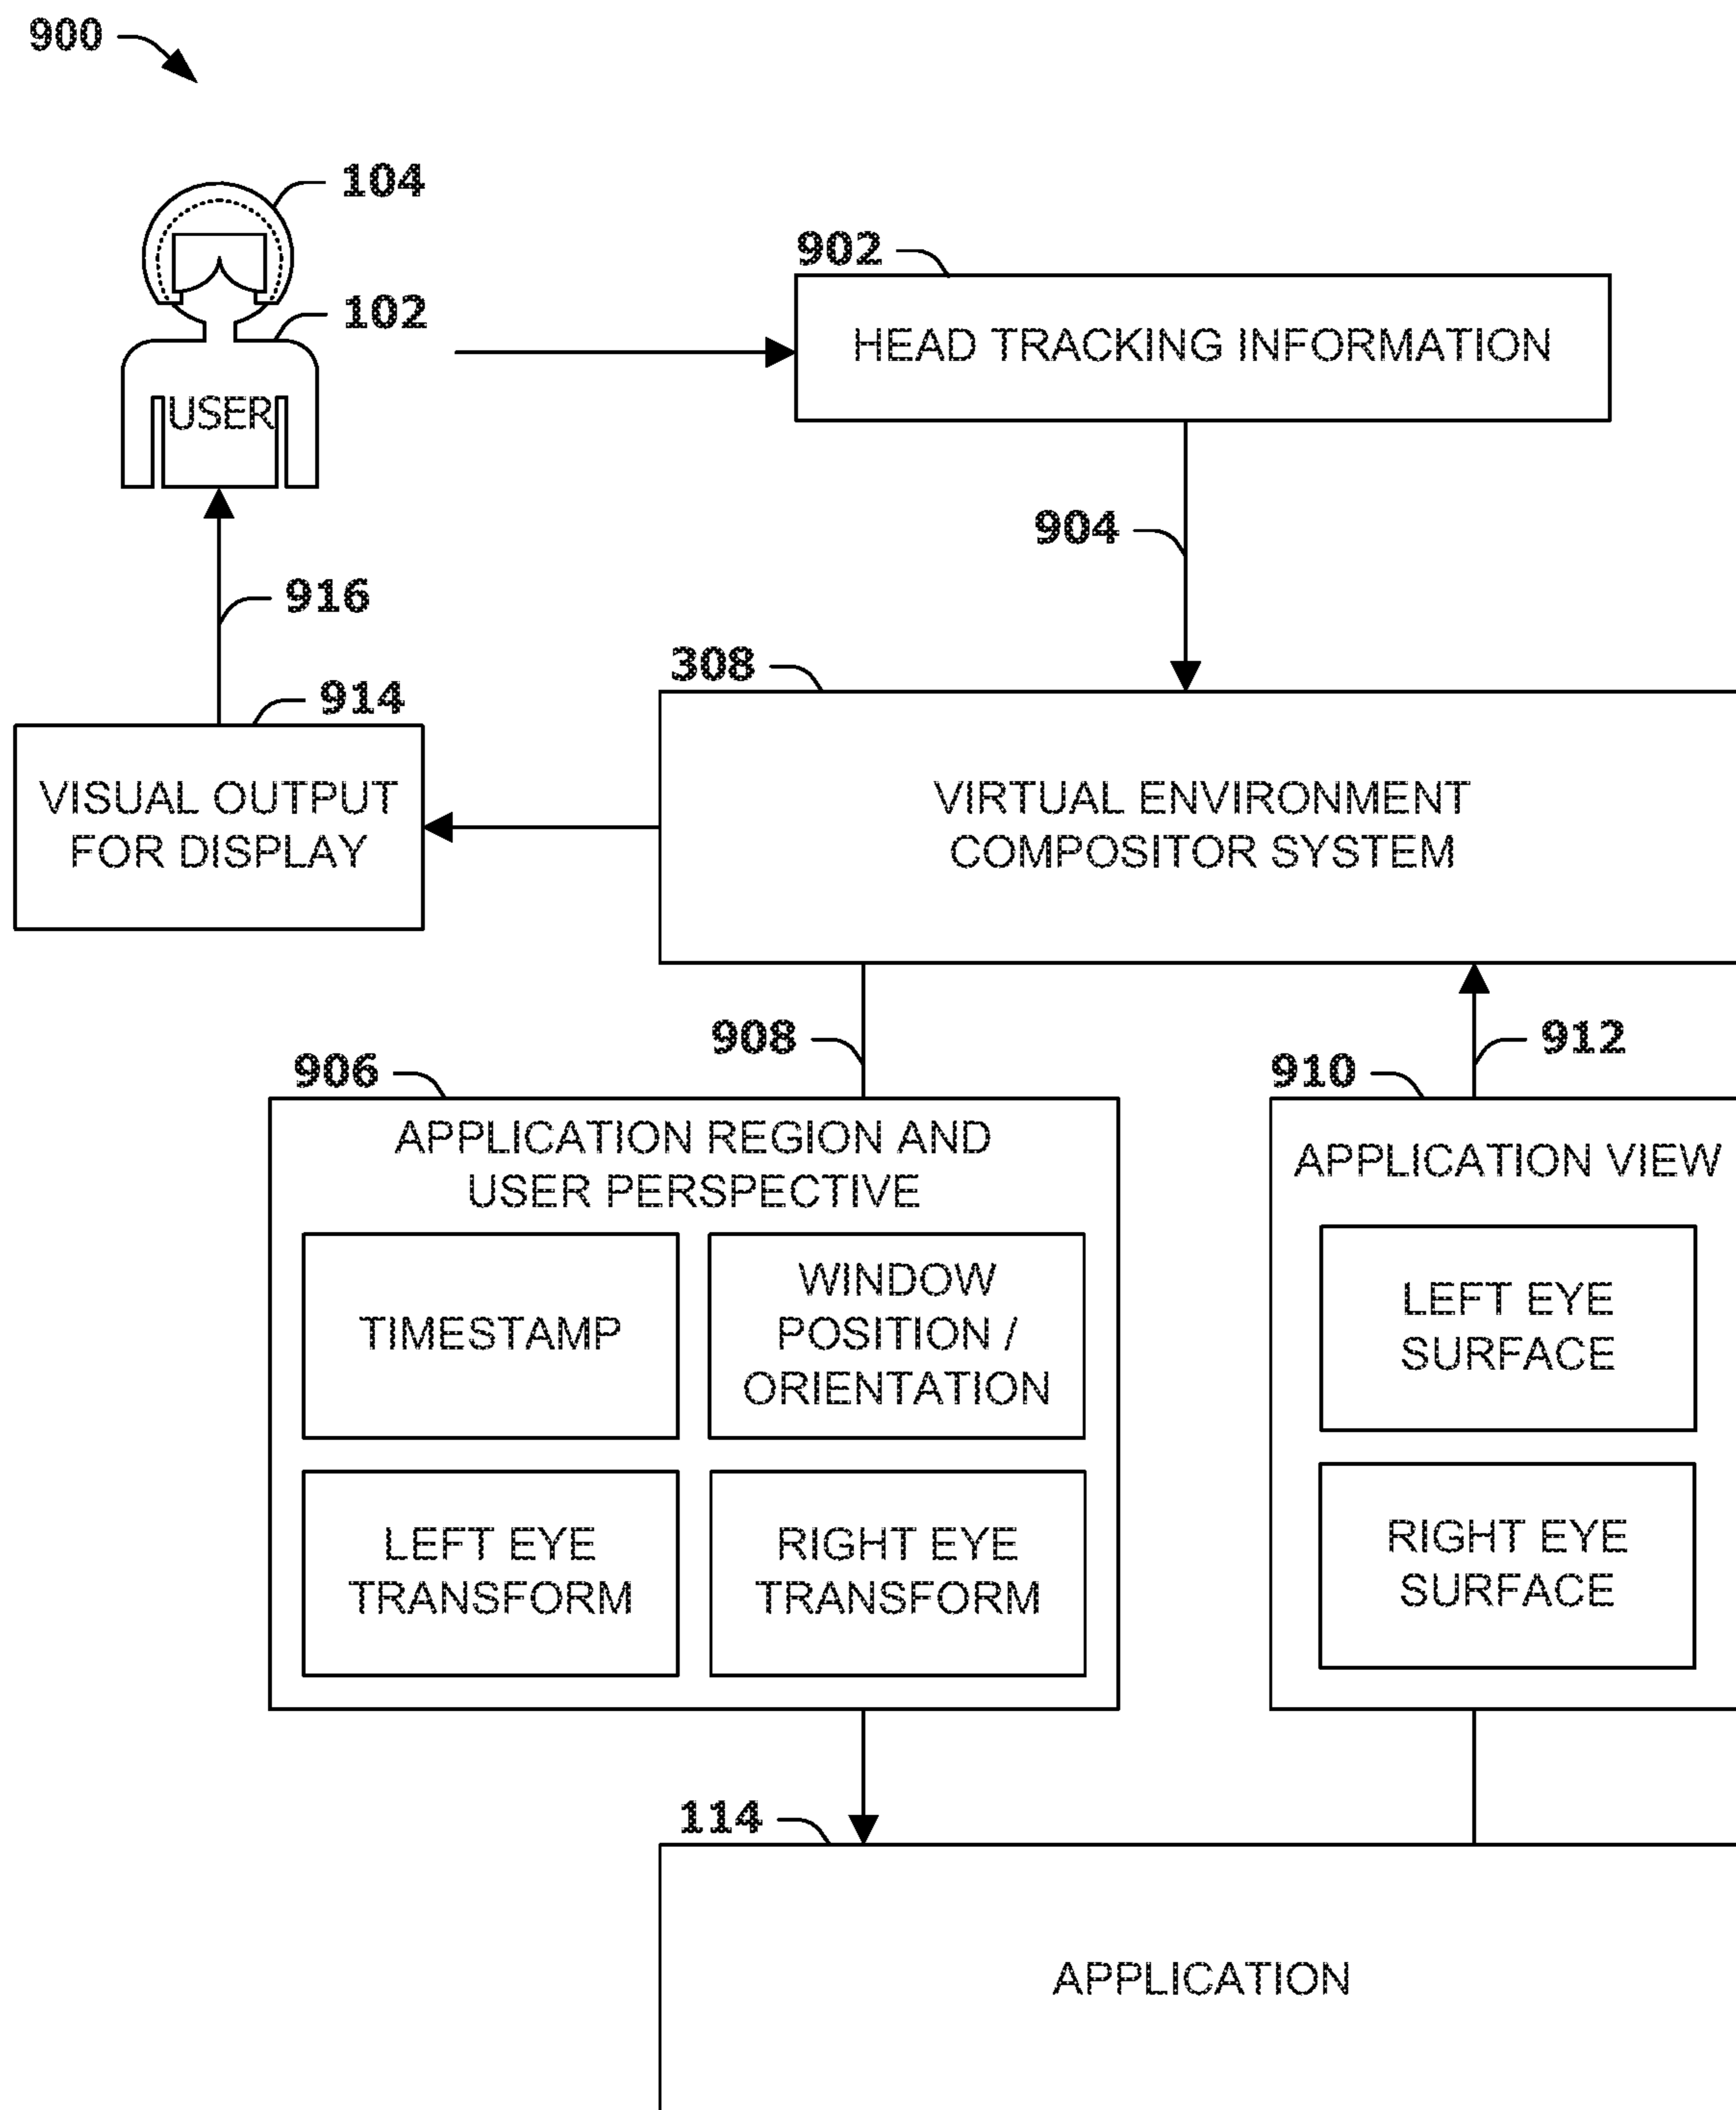 900
104
902
HEAD TRACKING INFORMATION
102
USER
904
916
308
914
VISUAL OUTPUT
FOR DISPLAY
VIRTUAL ENVIRONMENT
COMPOSITOR SYSTEM
908
912
906
910
APPLICATION REGION AND
USER PERSPECTIVE
TIMESTAMP
WINDOW
POSITION /
ORIENTATION
LEFT EYE
TRANSFORM
RIGHT EYE
TRANSFORM
APPLICATION VIEW
LEFT EYE
SURFACE
RIGHT EYE
SURFACE
114
APPLICATION